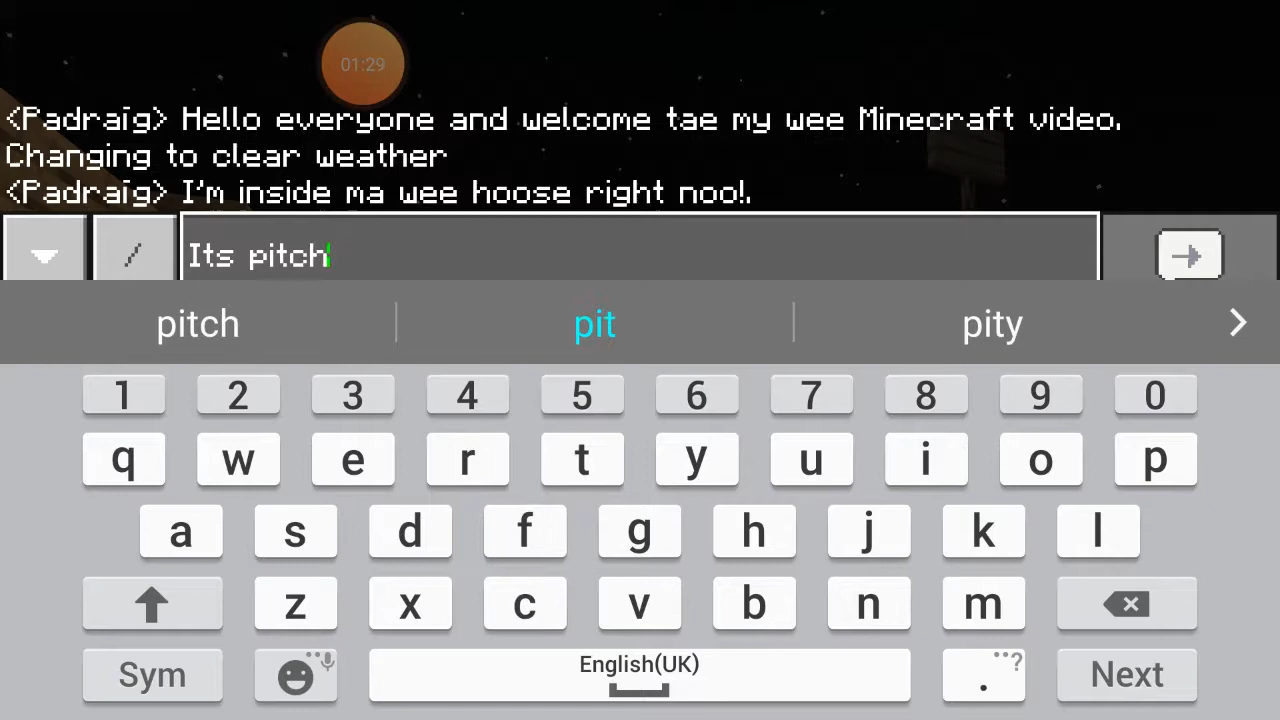 01:29
<Padraig> Hello everyone and welcome tae my wee Minecraft video.
Changing to clear weather
<Padraig> I'm inside ma wee hoose right noo!.
/ Its pitch
pitch pit pity
1 2 3 4 5 6 7 8 9 0
q w e r t y u i o p
a s d f g h j k l
z x c v b n m
Sym English(UK) . ? Next